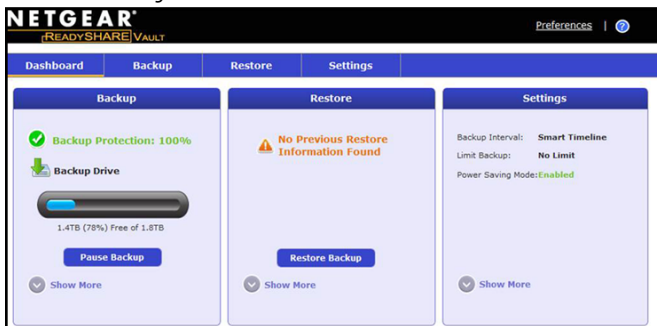 NETGEAR®
READYSHARE VAULT
Preferences | ?
Dashboard Backup Restore Settings
Backup
Backup Protection: 100%
Backup Drive
1.4TB (78%) Free of 1.8TB
Pause Backup
Show More
Restore
No Previous Restore
Information Found
Restore Backup
Show More
Settings
Backup Interval: Smart Timeline
Limit Backup: No Limit
Power Saving Mode: Enabled
Show More